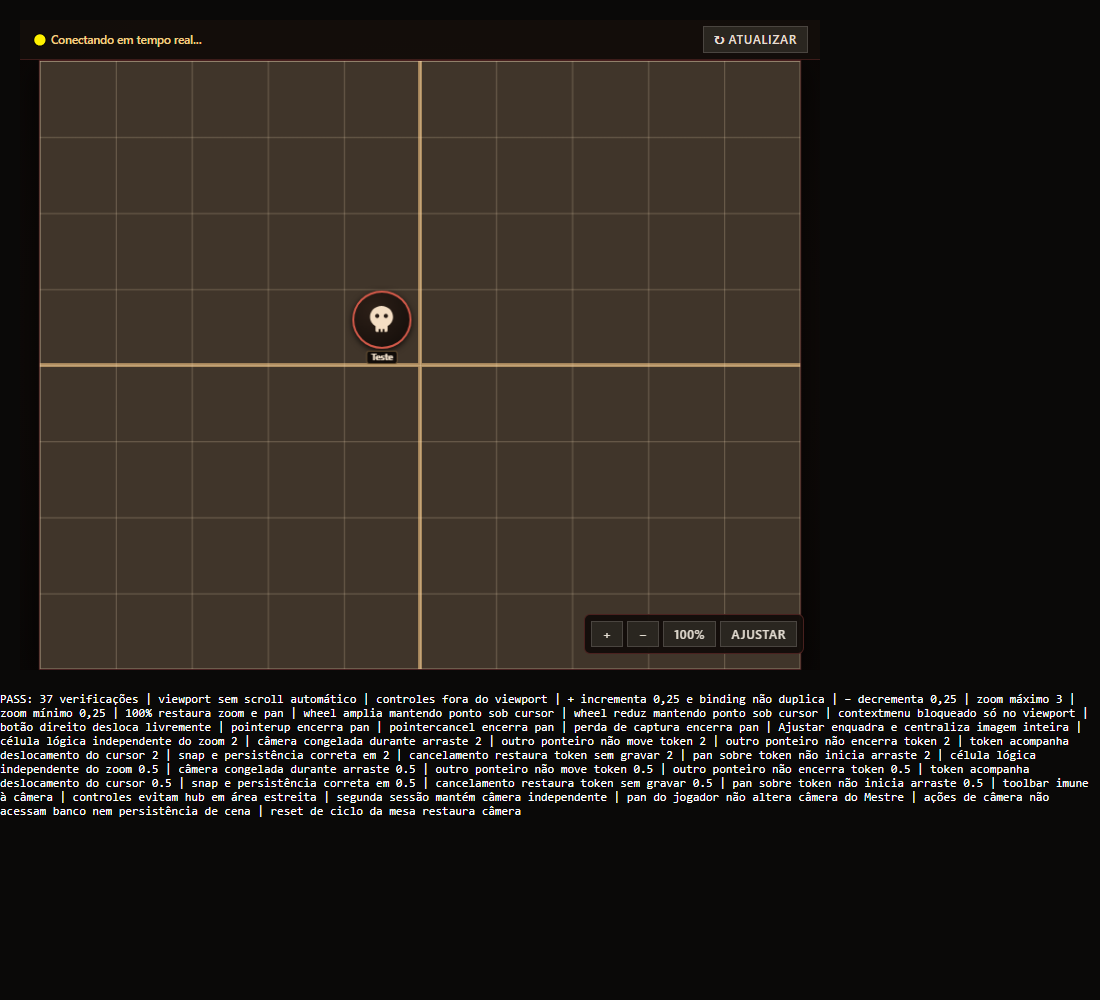 Conectando em tempo real...
↻ ATUALIZAR
Teste
+
−
100%
AJUSTAR
PASS: 37 verificações | viewport sem scroll automático | controles fora do viewport | + incrementa 0,25 e binding não duplica | − decrementa 0,25 | zoom máximo 3 |
zoom mínimo 0,25 | 100% restaura zoom e pan | wheel amplia mantendo ponto sob cursor | wheel reduz mantendo ponto sob cursor | contextmenu bloqueado só no viewport |
botão direito desloca livremente | pointerup encerra pan | pointercancel encerra pan | perda de captura encerra pan | Ajustar enquadra e centraliza imagem inteira |
célula lógica independente do zoom 2 | câmera congelada durante arraste 2 | outro ponteiro não move token 2 | outro ponteiro não encerra token 2 | token acompanha
deslocamento do cursor 2 | snap e persistência correta em 2 | cancelamento restaura token sem gravar 2 | pan sobre token não inicia arraste 2 | célula lógica
independente do zoom 0.5 | câmera congelada durante arraste 0.5 | outro ponteiro não move token 0.5 | outro ponteiro não encerra token 0.5 | token acompanha
deslocamento do cursor 0.5 | snap e persistência correta em 0.5 | cancelamento restaura token sem gravar 0.5 | pan sobre token não inicia arraste 0.5 | toolbar imune
à câmera | controles evitam hub em área estreita | segunda sessão mantém câmera independente | pan do jogador não altera câmera do Mestre | ações de câmera não
acessam banco nem persistência de cena | reset de ciclo da mesa restaura câmera